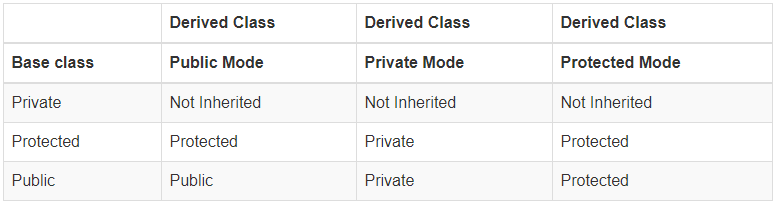 Derived Class Derived Class Derived Class
Base class Public Mode Private Mode Protected Mode
Private Not Inherited Not Inherited Not Inherited
Protected Protected Private Protected
Public Public Private Protected